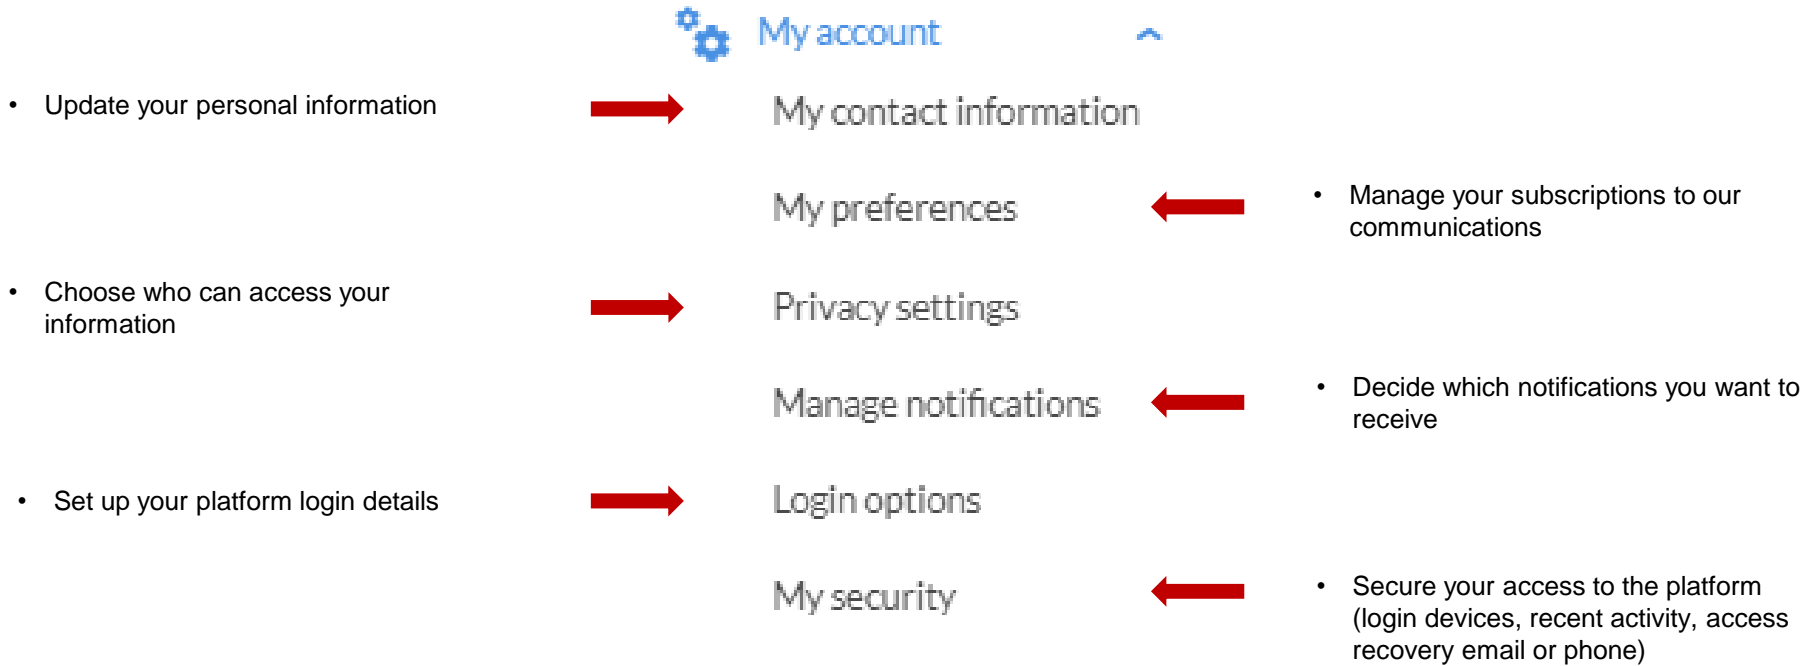 My account
• Update your personal information
My contact information
My preferences
• Manage your subscriptions to our
communications
• Choose who can access your
information
Privacy settings
Manage notifications
• Decide which notifications you want to
receive
• Set up your platform login details
Login options
My security
• Secure your access to the platform
(login devices, recent activity, access
recovery email or phone)